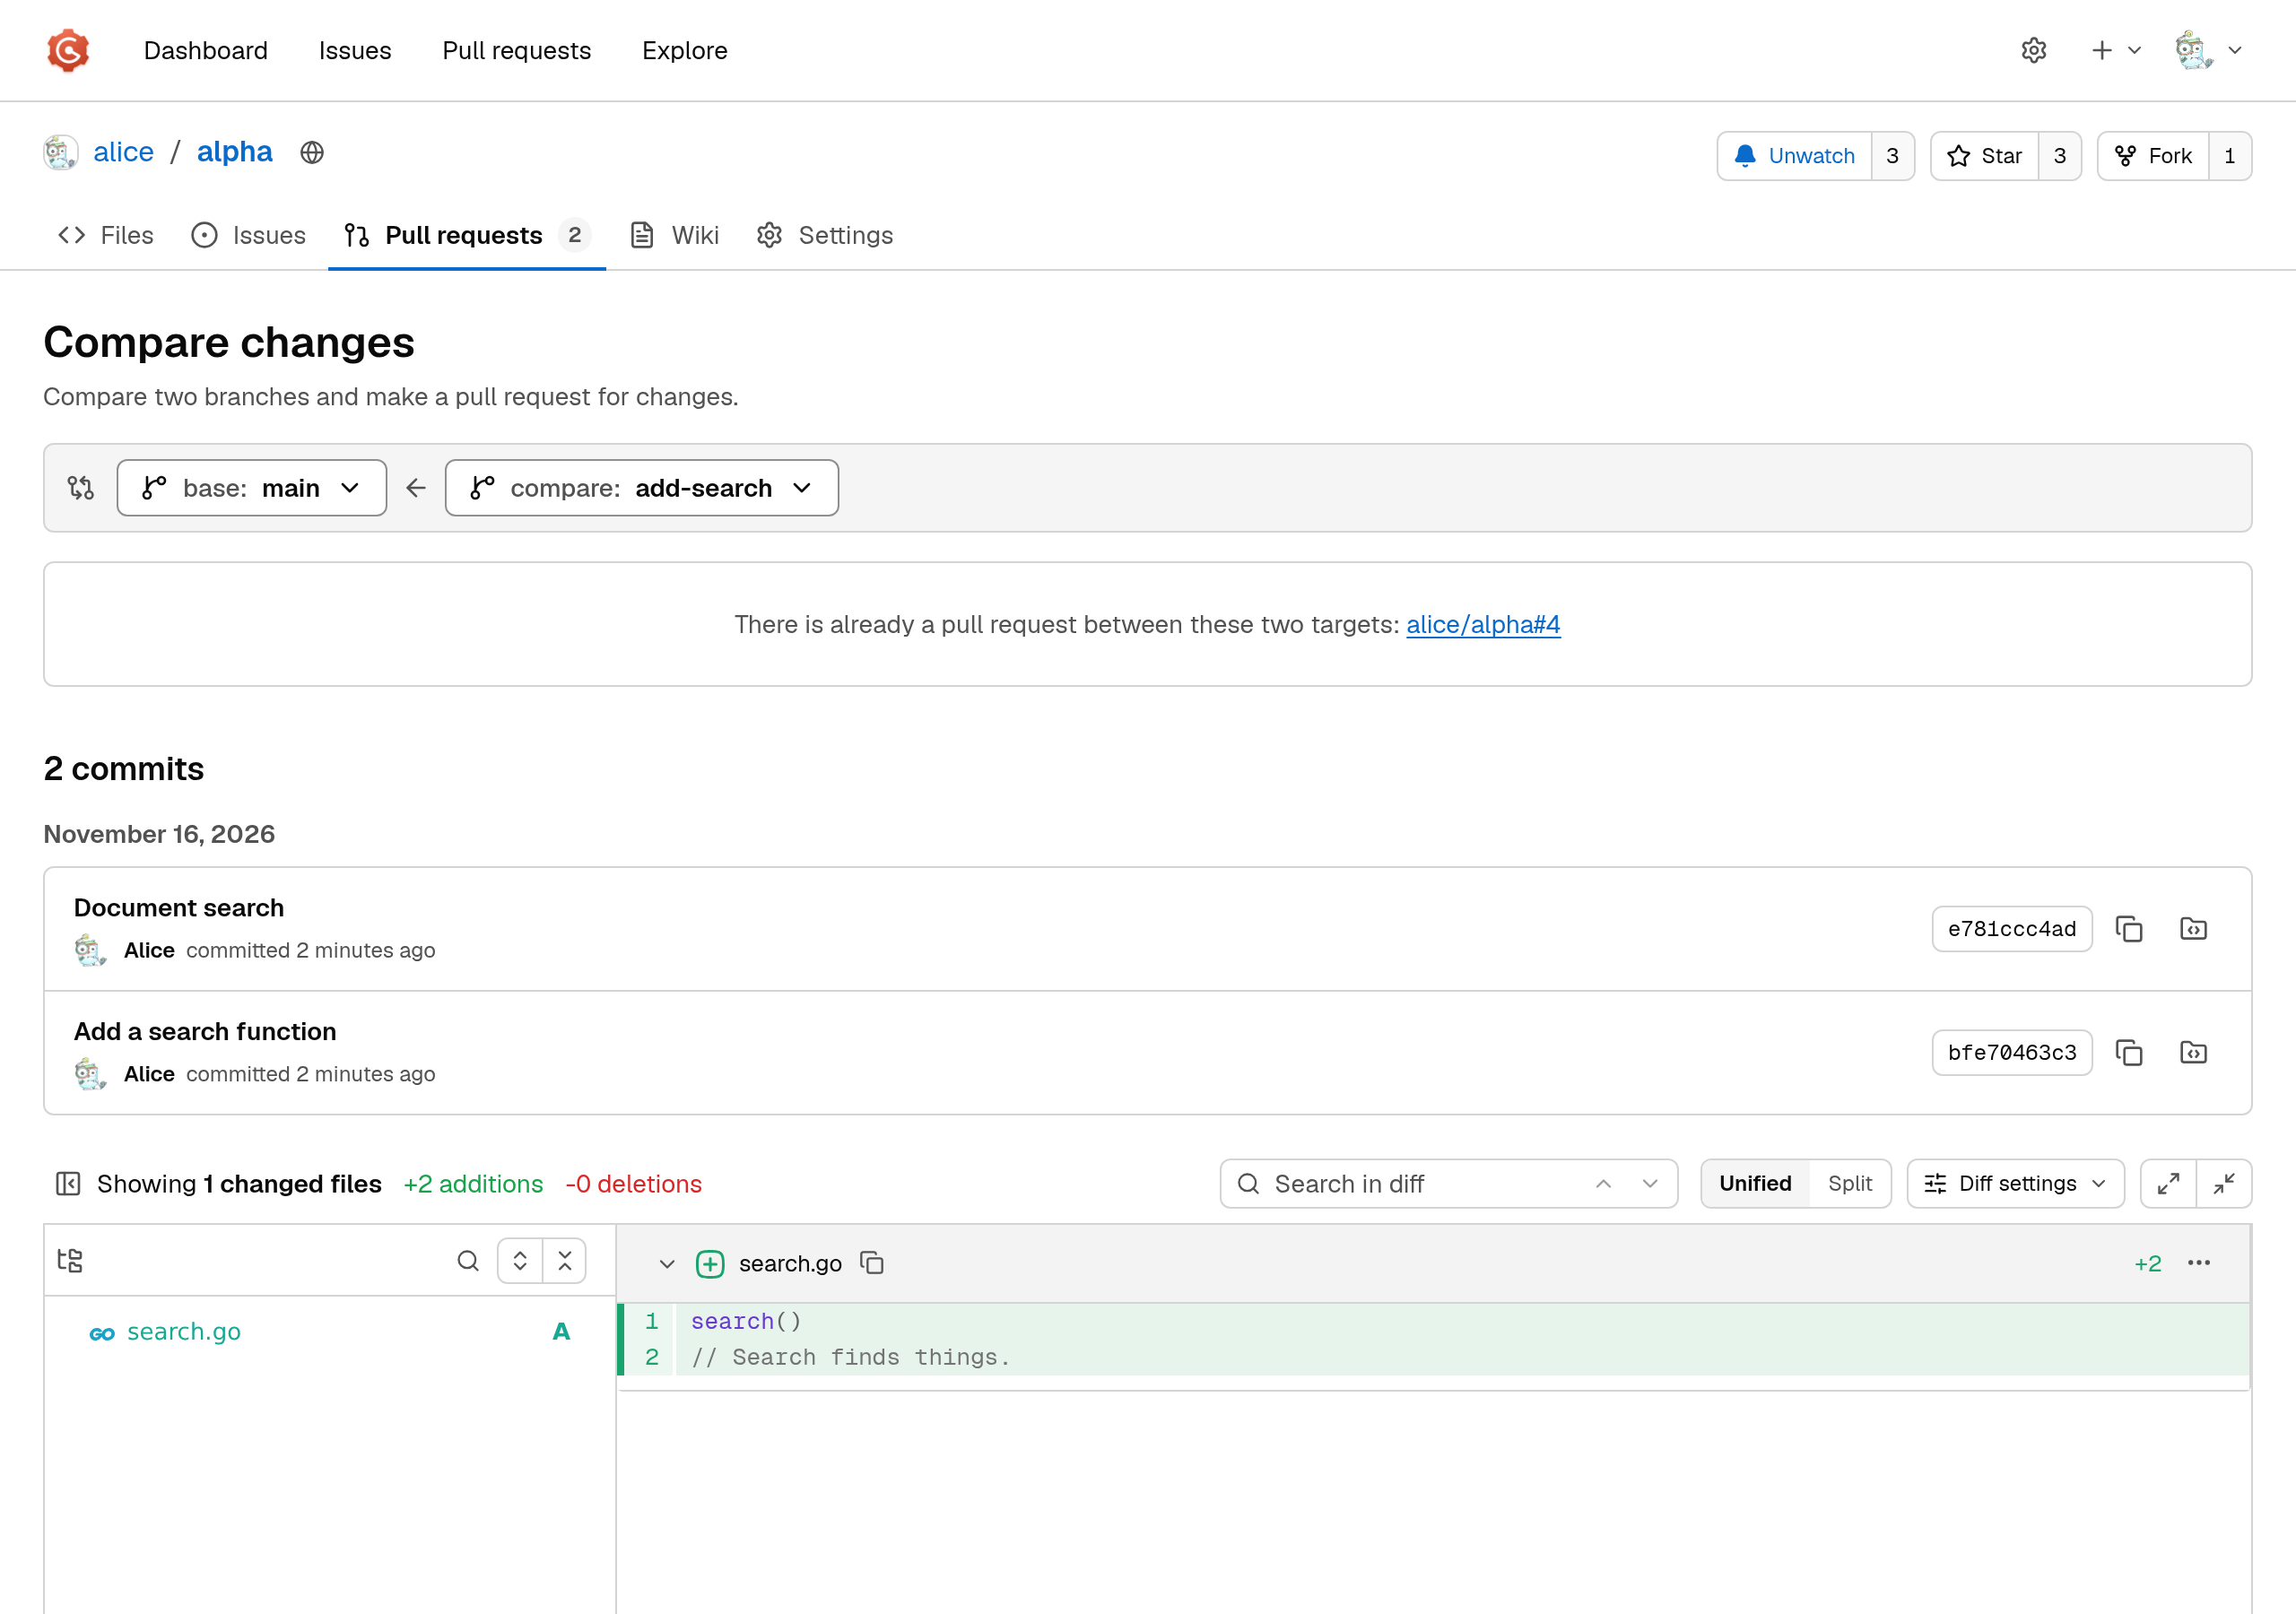 Dashboard Issues Pull requests Explore
alice / alpha
Unwatch 3 Star 3 Fork 1
Files Issues Pull requests 2 Wiki Settings
Compare changes
Compare two branches and make a pull request for changes.
base: main compare: add-search
There is already a pull request between these two targets: alice/alpha#4
2 commits
November 16, 2026
Document search
Alice committed 2 minutes ago
e781ccc4ad
Add a search function
Alice committed 2 minutes ago
bfe70463c3
Showing 1 changed files +2 additions -0 deletions
Search in diff Unified Split Diff settings
search.go +2
search.go A
1 search()
2 // Search finds things.